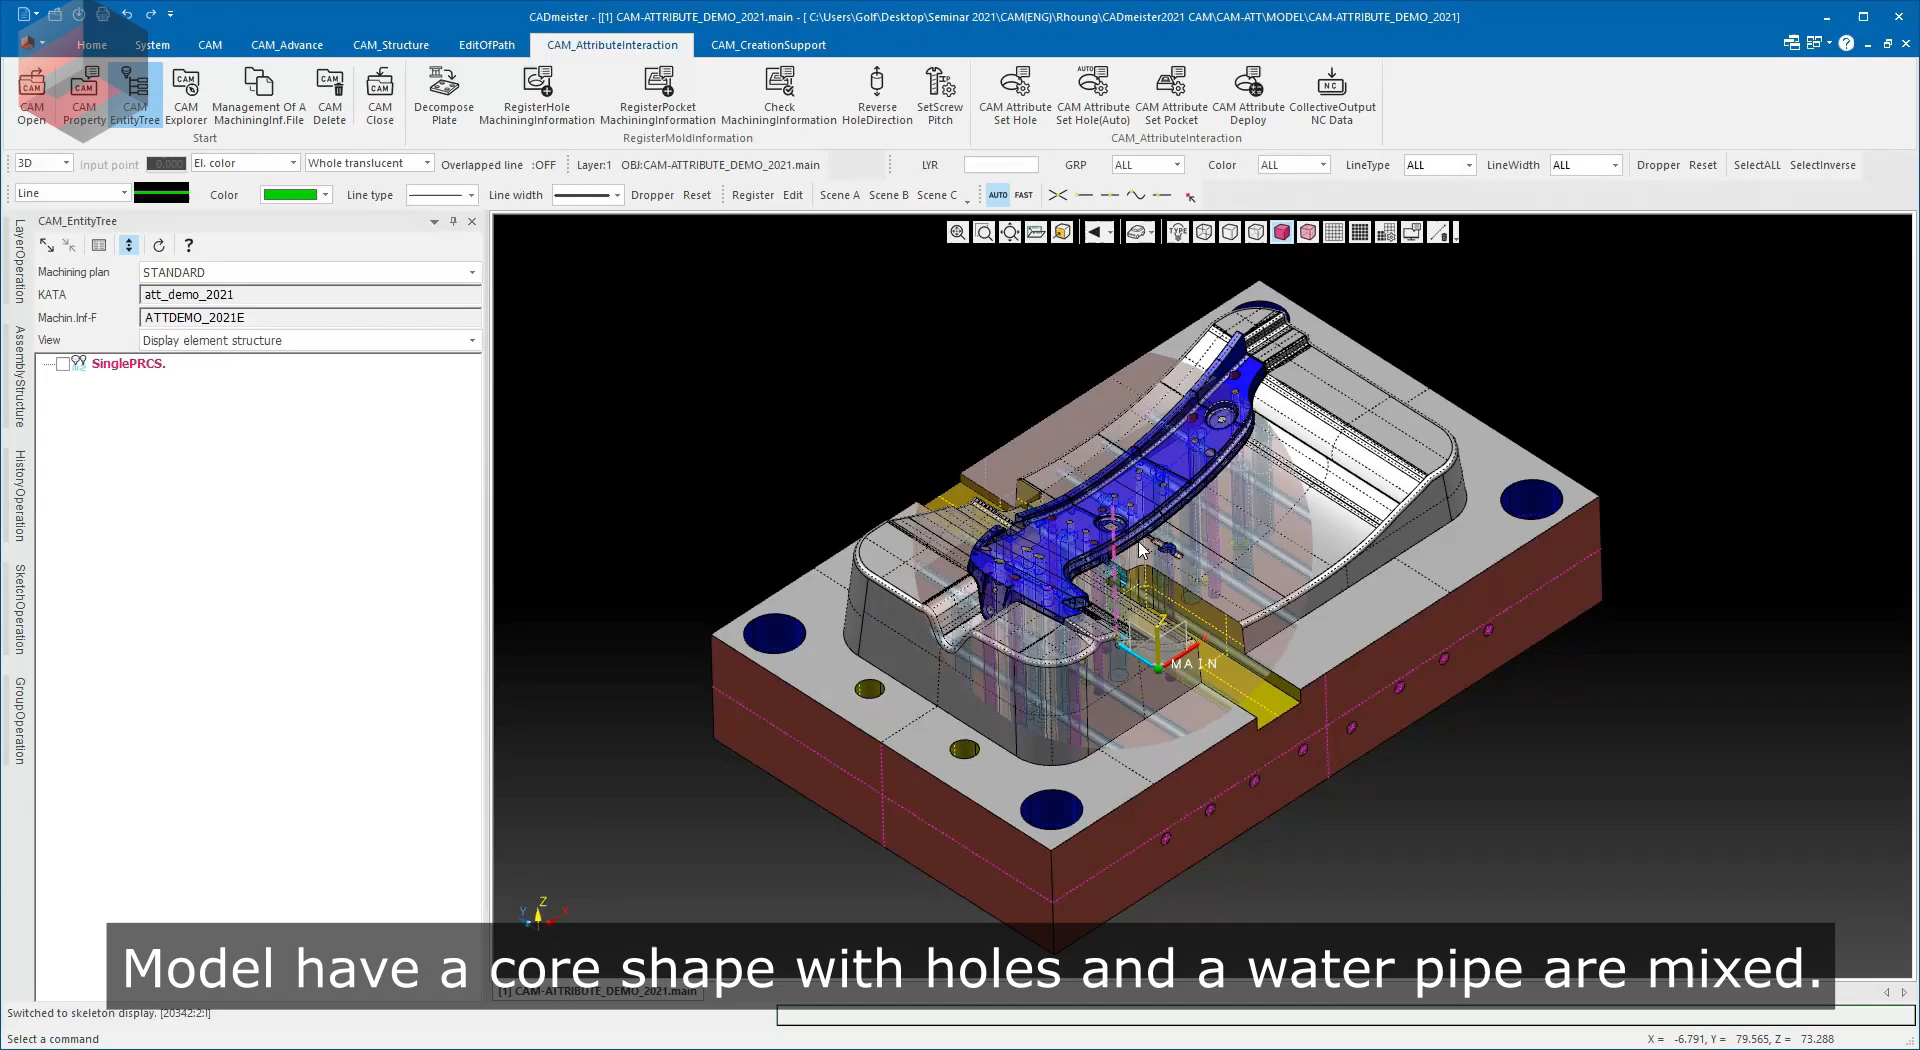 CADmeister - [[1] CAM-ATTRIBUTE_DEMO_2021.main - [ C:\Users\Golf\Desktop\Seminar 2021\CAM(ENG)\Rhoung\CADmeister2021 CAM\CAM-ATT\MODEL\CAM-ATTRIBUTE_DEMO_2021]
Home System CAM CAM_Advance CAM_Structure EditOfPath CAM_AttributeInteraction CAM_CreationSupport
CAM Open
CAM Property
CAM EntityTree
CAM Explorer
Management Of A MachiningInf.File
CAM Delete
CAM Close
Decompose Plate
RegisterHole MachiningInformation
RegisterPocket MachiningInformation
Check MachiningInformation
Reverse HoleDirection
SetScrew Pitch
CAM Attribute Set Hole
CAM Attribute Set Hole(Auto)
CAM Attribute Set Pocket
CAM Attribute Deploy
CollectiveOutput NC Data
Start RegisterMoldInformation CAM_AttributeInteraction
3D Input point 0.000 El. color Whole translucent Overlapped line :OFF Layer:1 OBJ:CAM-ATTRIBUTE_DEMO_2021.main LYR GRP ALL Color ALL LineType ALL LineWidth ALL Dropper Reset SelectALL SelectInverse
Line Color Line type Line width Dropper Reset Register Edit Scene A Scene B Scene C AUTO FAST
CAM_EntityTree
Machining plan STANDARD
KATA att_demo_2021
Machin.Inf-F ATTDEMO_2021E
View Display element structure
SinglePRCS.
LayerOperation
AssemblyStructure
HistoryOperation
SketchOperation
GroupOperation
TYPE
Z
MAIN
Z
Y X
Model have a core shape with holes and a water pipe are mixed.
[1] CAM-ATTRIBUTE_DEMO_2021.main
Switched to skeleton display. [20342:2:I]
Select a command
X = -6.791, Y = 79.565, Z = 73.288